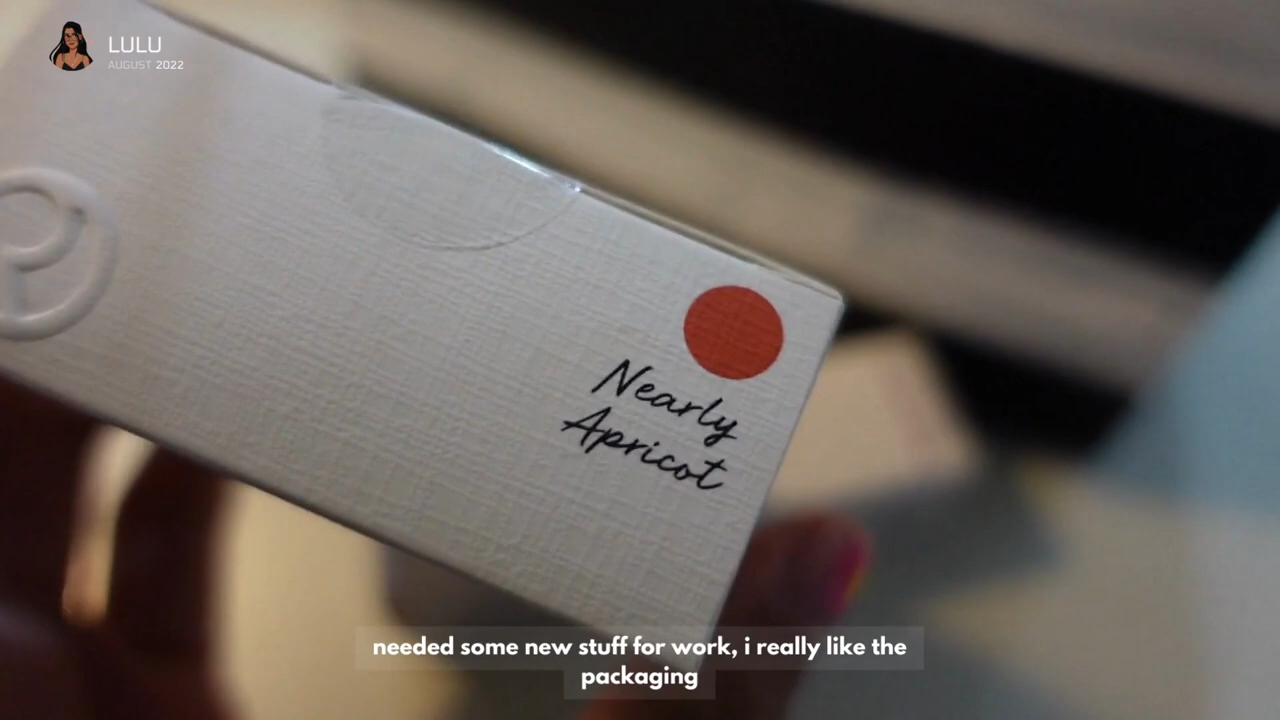 LULU
AUGUST 2022
R
Nearly
Apricot
needed some new stuff for work, i really like the
packaging